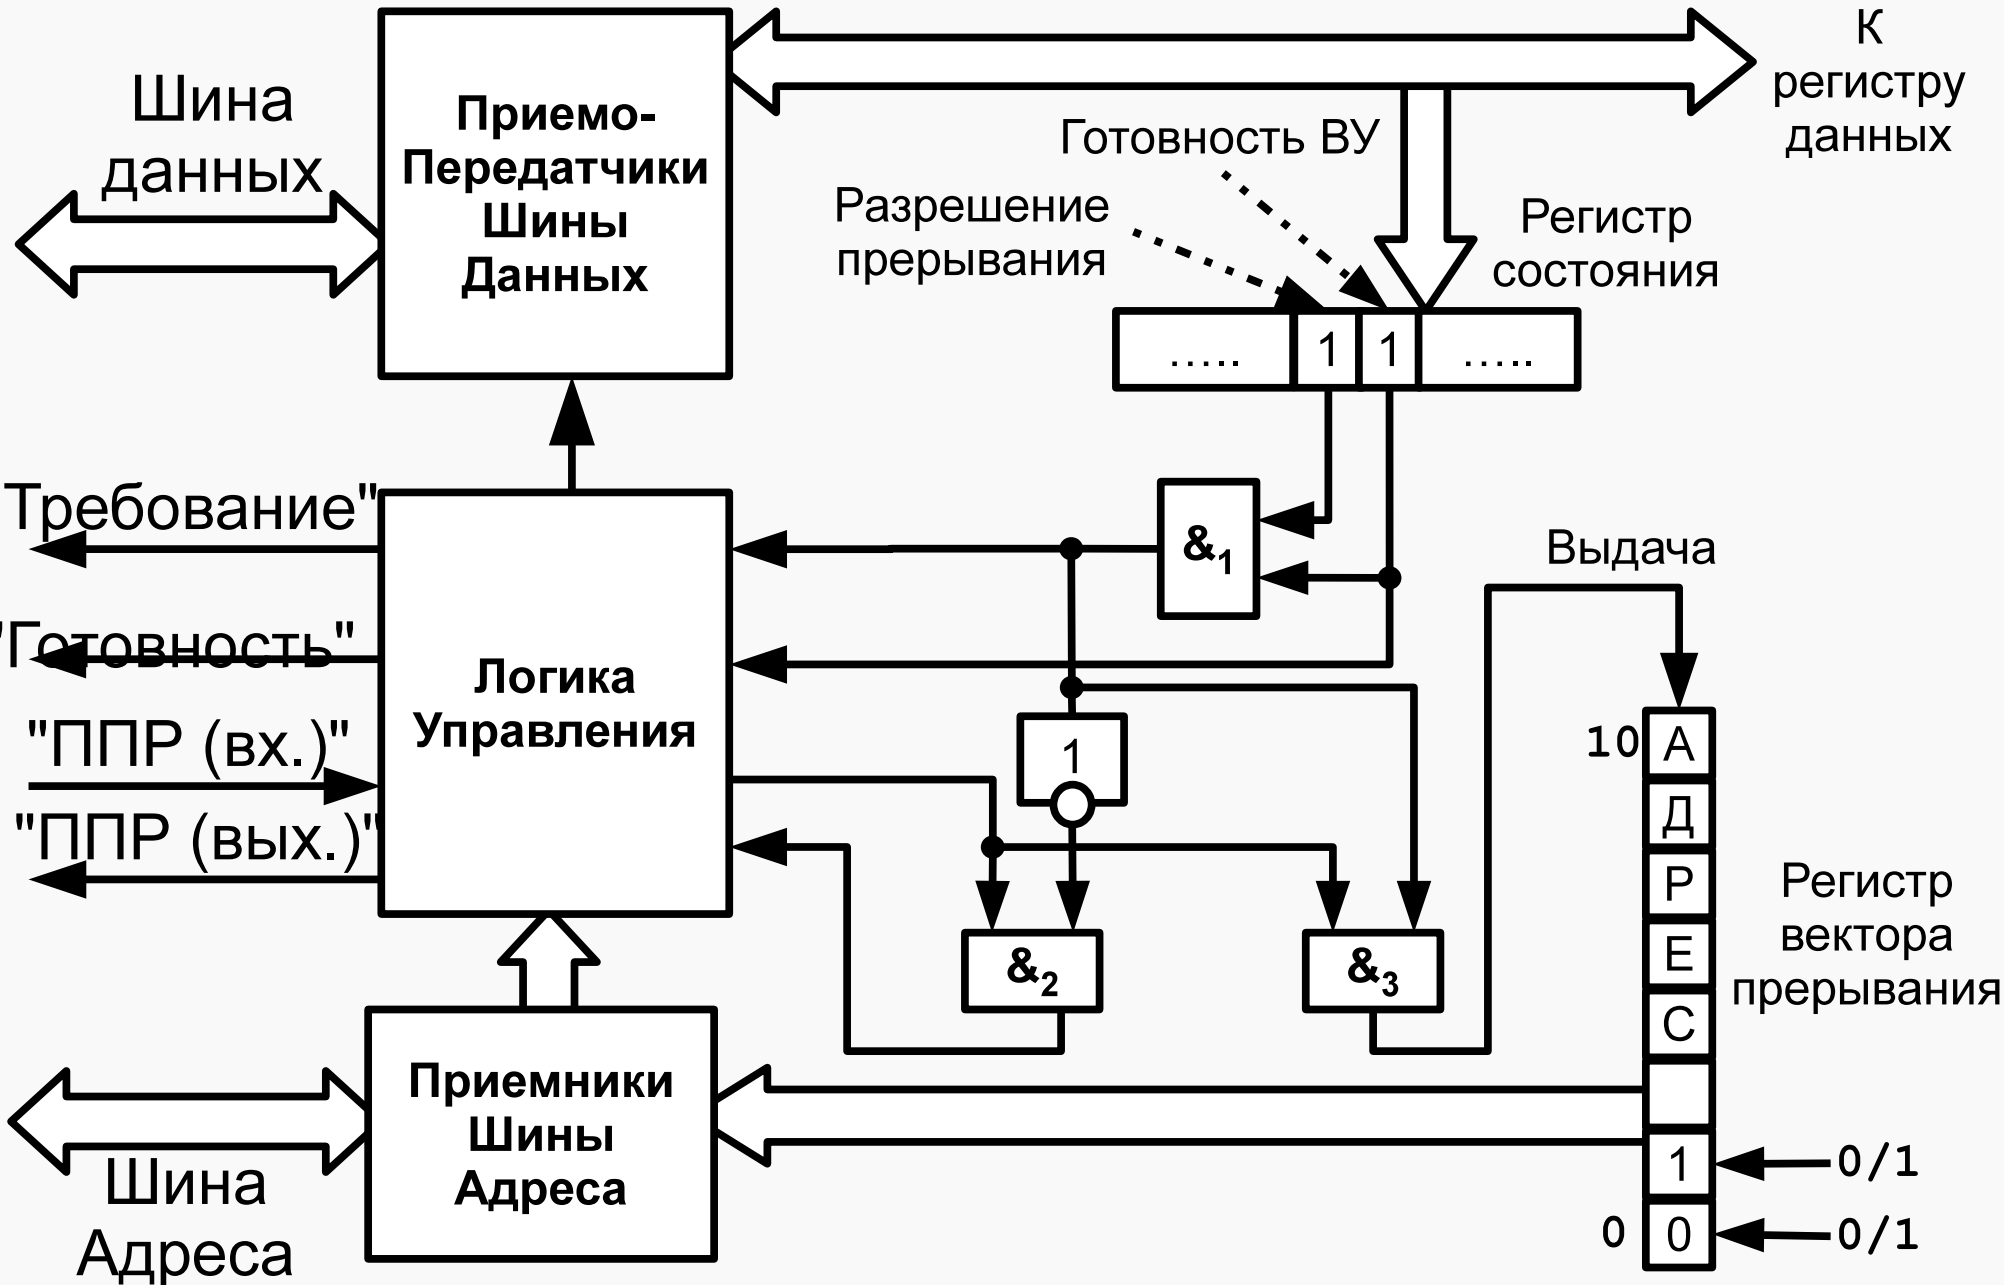 Шина
данных
Приемо-
Передатчики
Шины
Данных
К
регистру
данных
Готовность ВУ
Разрешение
прерывания
Регистр
состояния
..... 1 1 .....
Требование"
"Готовность"
"ППР (вх.)"
"ППР (вых.)"
Логика
Управления
&1
1
&2
&3
Выдача
10 А
Д
Р
Е
С
1 0/1
0 0 0/1
Регистр
вектора
прерывания
Приемники
Шины
Адреса
Шина
Адреса